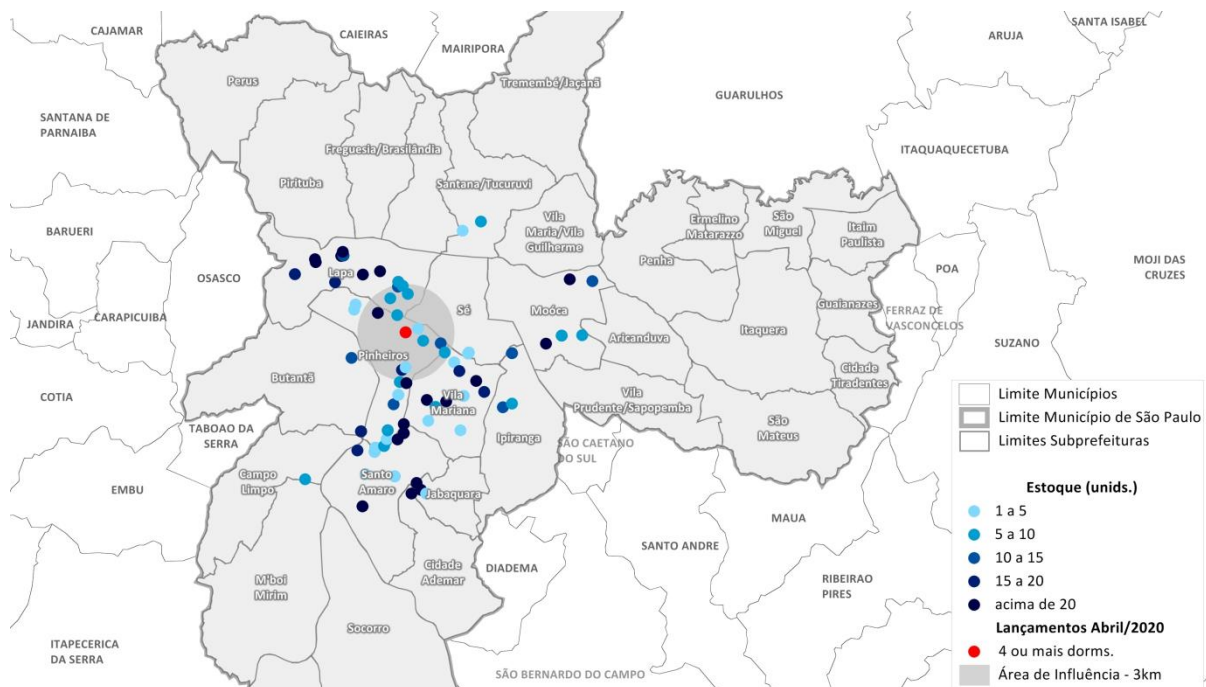 CAJAMAR
CAIEIRAS
MAIRIPORA
SANTA ISABEL
ARUJA
Perus
Tremembé/Jaçanã
GUARULHOS
SANTANA DE
PARNAIBA
Freguesia/Brasilândia
ITAQUAQUECETUBA
Pirituba
Santana/Tucuruvi
Vila
Maria/Vila
Guilherme
Ermelino
Matarazzo
São
Miguel
Itaim
Paulista
BARUERI
OSASCO
Penha
POA
MOJI DAS
CRUZES
Lapa
JANDIRA
CARAPICUIBA
Sé
Moóca
Guaianazes
FERRAZ DE
VASCONCELOS
Aricanduva
Itaquera
SUZANO
Pinheiros
Butantã
Cidade
Tiradentes
COTIA
Vila
Mariana
Vila
Prudente/Sapopemba
São
Mateus
TABOAO DA
SERRA
Ipiranga
SÃO CAETANO
DO SUL
Campo
Limpo
Santo
Amaro
Jabaquara
EMBU
MAUA
SANTO ANDRE
Cidade
Ademar
DIADEMA
M'boi
Mirim
RIBEIRAO
PIRES
Socorro
ITAPECERICA
DA SERRA
SÃO BERNARDO DO CAMPO
Limite Municípios
Limite Município de São Paulo
Limites Subprefeituras
Estoque (unids.)
1 a 5
5 a 10
10 a 15
15 a 20
acima de 20
Lançamentos Abril/2020
4 ou mais dorms.
Área de Influência - 3km